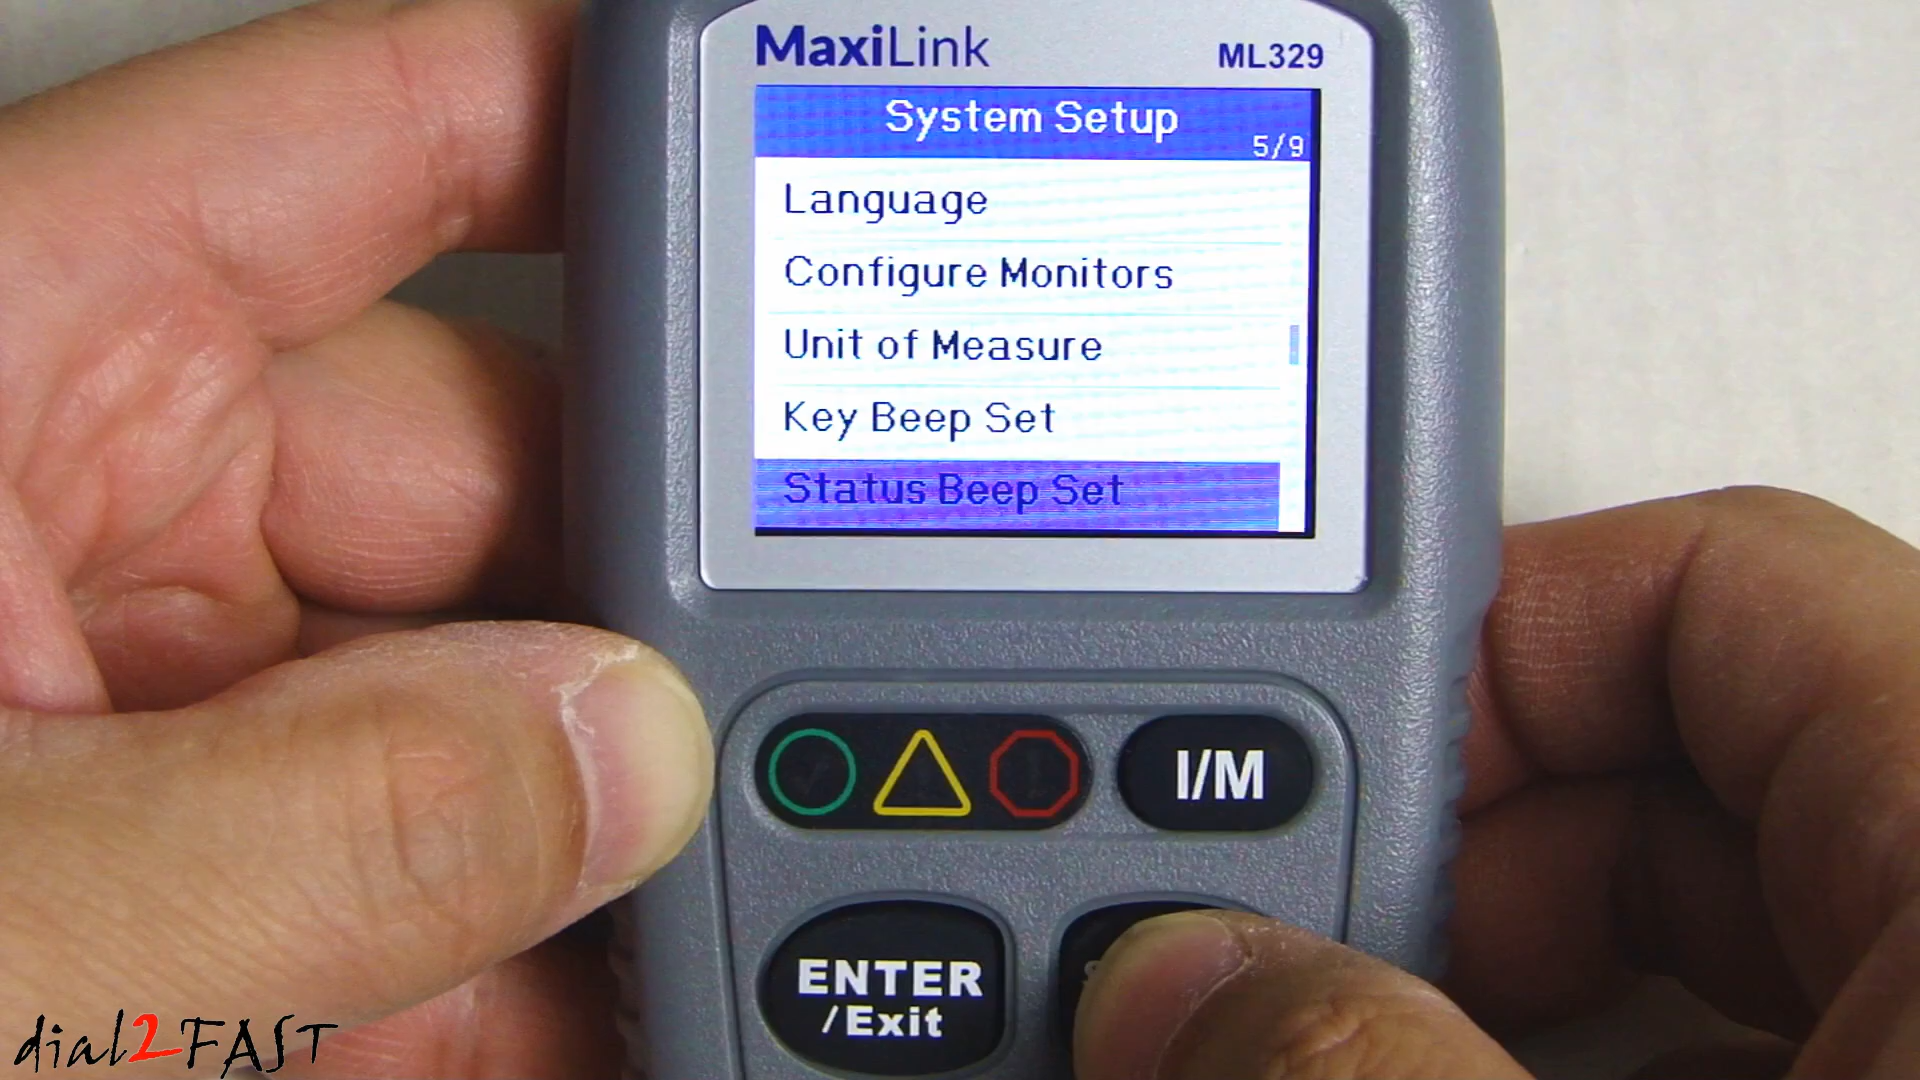 MaxiLink
ML329
System Setup
5/9
Language
Configure Monitors
Unit of Measure
Key Beep Set
Status Beep Set
I/M
ENTER
/Exit
dial2FAST